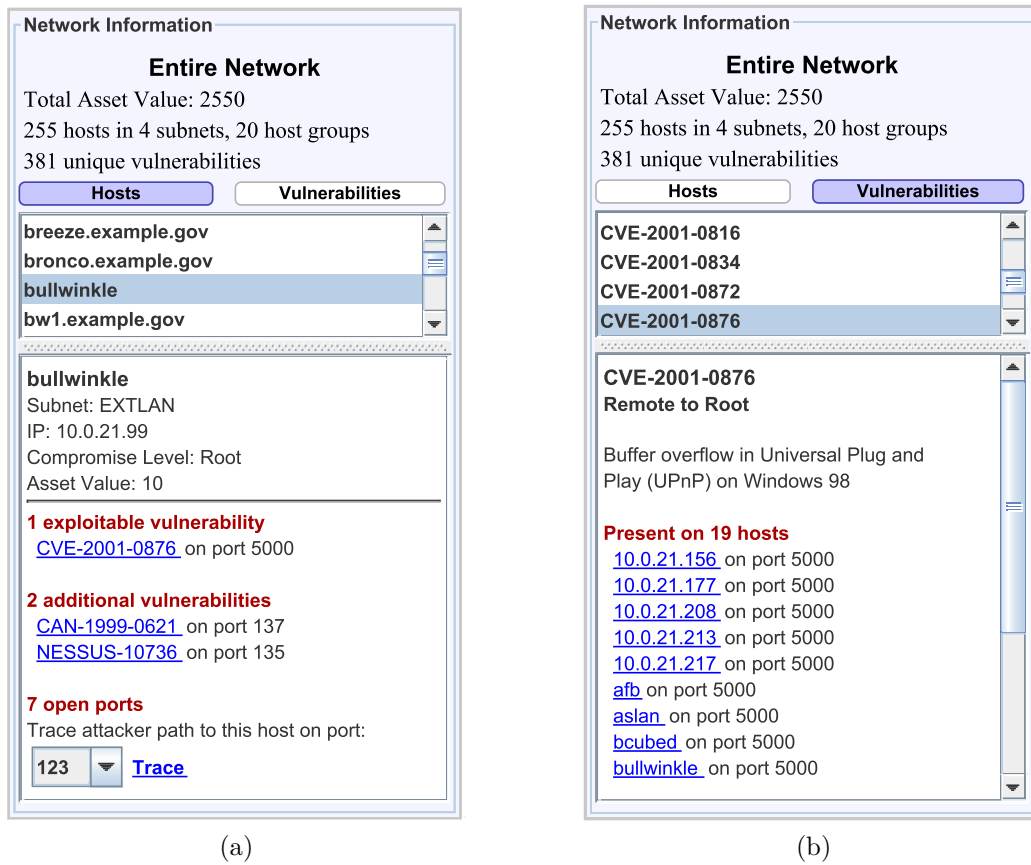 Network Information
Entire Network
Total Asset Value: 2550
255 hosts in 4 subnets, 20 host groups
381 unique vulnerabilities
Hosts
Vulnerabilities
breeze.example.gov
bronco.example.gov
bullwinkle
bw1.example.gov
bullwinkle
Subnet: EXTLAN
IP: 10.0.21.99
Compromise Level: Root
Asset Value: 10
1 exploitable vulnerability
CVE-2001-0876 on port 5000
2 additional vulnerabilities
CAN-1999-0621 on port 137
NESSUS-10736 on port 135
7 open ports
Trace attacker path to this host on port:
123 Trace
(a)
Network Information
Entire Network
Total Asset Value: 2550
255 hosts in 4 subnets, 20 host groups
381 unique vulnerabilities
Hosts
Vulnerabilities
CVE-2001-0816
CVE-2001-0834
CVE-2001-0872
CVE-2001-0876
CVE-2001-0876
Remote to Root
Buffer overflow in Universal Plug and
Play (UPnP) on Windows 98
Present on 19 hosts
10.0.21.156 on port 5000
10.0.21.177 on port 5000
10.0.21.208 on port 5000
10.0.21.213 on port 5000
10.0.21.217 on port 5000
afb on port 5000
aslan on port 5000
bcubed on port 5000
bullwinkle on port 5000
(b)